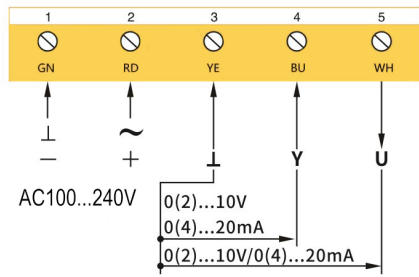 1 2 3 4 5
GN RD YE BU WH
⊥ ~ ⊥ Y U
− +
AC100...240V
0(2)...10V
0(4)...20mA
0(2)...10V/0(4)...20mA